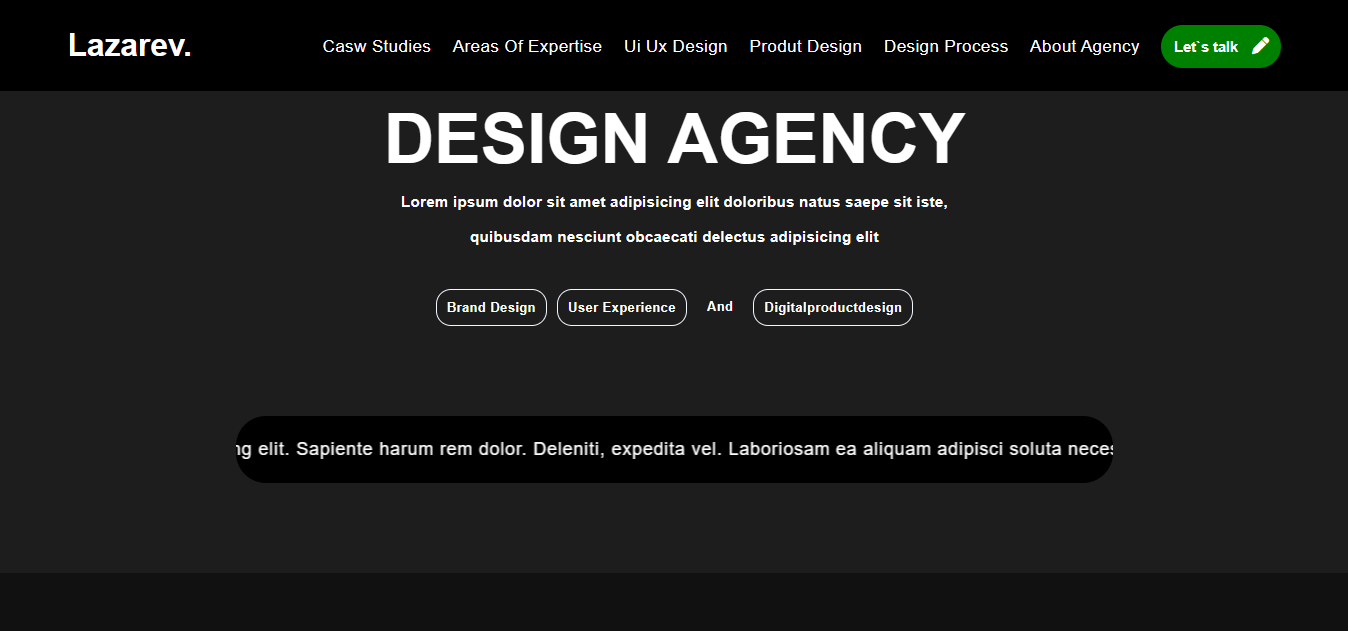 Lazarev.
Casw Studies Areas Of Expertise Ui Ux Design Produt Design Design Process About Agency Let`s talk
DESIGN AGENCY
Lorem ipsum dolor sit amet adipisicing elit doloribus natus saepe sit iste,
quibusdam nesciunt obcaecati delectus adipisicing elit
Brand Design User Experience And Digitalproductdesign
elit. Sapiente harum rem dolor. Deleniti, expedita vel. Laboriosam ea aliquam adipisci soluta